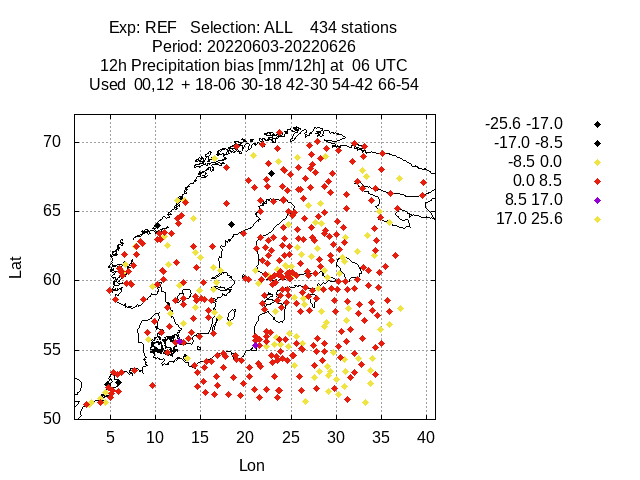 Exp: REF   Selection: ALL    434 stations
Period: 20220603-20220626
12h Precipitation bias [mm/12h] at  06 UTC
Used  00,12  + 18-06 30-18 42-30 54-42 66-54
-25.6 -17.0
-17.0 -8.5
-8.5 0.0
0.0 8.5
8.5 17.0
17.0 25.6
70
65
60
55
50
Lat
5 10 15 20 25 30 35 40
Lon